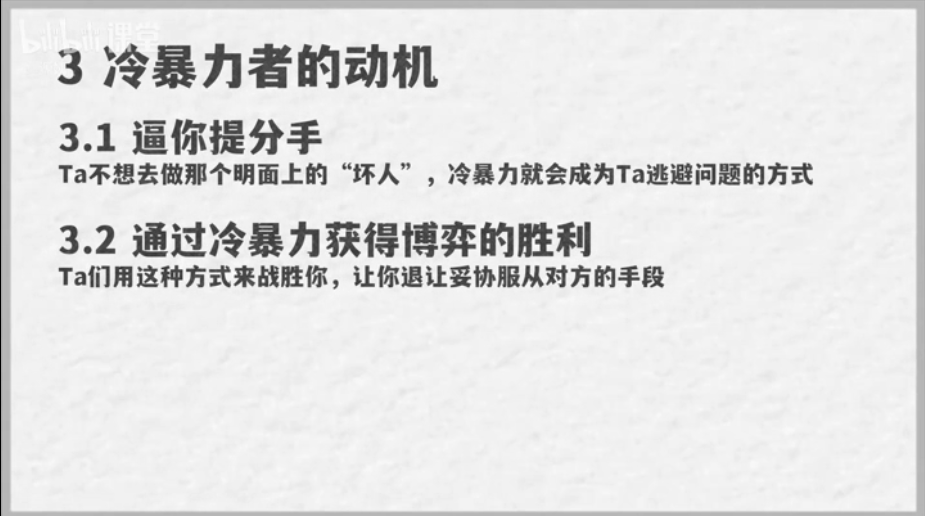 bilibili课堂
3 冷暴力者的动机
3.1 逼你提分手
Ta不想去做那个明面上的“坏人”，冷暴力就会成为Ta逃避问题的方式
3.2 通过冷暴力获得博弈的胜利
Ta们用这种方式来战胜你，让你退让妥协服从对方的手段